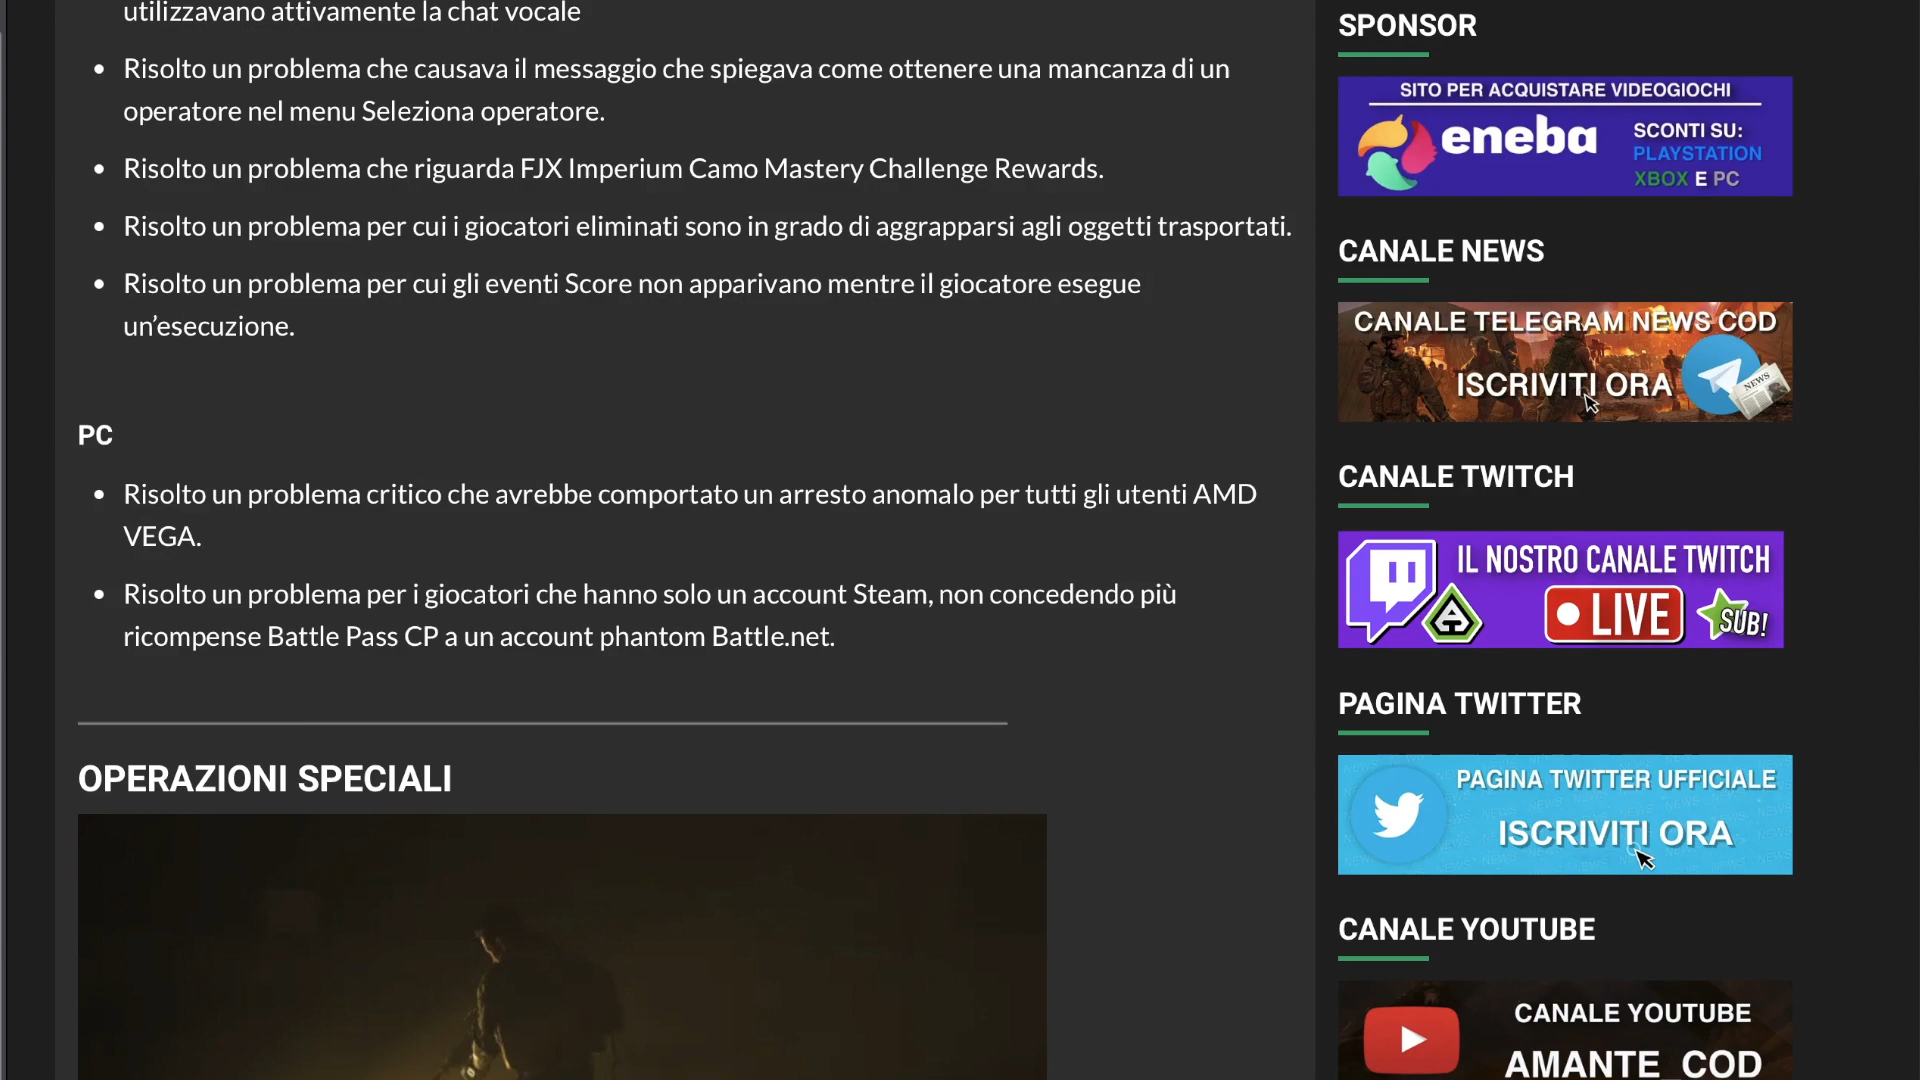 utilizzavano attivamente la chat vocale
Risolto un problema che causava il messaggio che spiegava come ottenere una mancanza di un
operatore nel menu Seleziona operatore.
Risolto un problema che riguarda FJX Imperium Camo Mastery Challenge Rewards.
Risolto un problema per cui i giocatori eliminati sono in grado di aggrapparsi agli oggetti trasportati.
Risolto un problema per cui gli eventi Score non apparivano mentre il giocatore esegue
un’esecuzione.
PC
Risolto un problema critico che avrebbe comportato un arresto anomalo per tutti gli utenti AMD
VEGA.
Risolto un problema per i giocatori che hanno solo un account Steam, non concedendo più
ricompense Battle Pass CP a un account phantom Battle.net.
OPERAZIONI SPECIALI
SPONSOR
SITO PER ACQUISTARE VIDEOGIOCHI
eneba
SCONTI SU:
PLAYSTATION
XBOX E PC
CANALE NEWS
CANALE TELEGRAM NEWS COD
ISCRIVITI ORA
NEWS
CANALE TWITCH
IL NOSTRO CANALE TWITCH
LIVE
SUB!
PAGINA TWITTER
PAGINA TWITTER UFFICIALE
ISCRIVITI ORA
CANALE YOUTUBE
CANALE YOUTUBE
AMANTE_COD